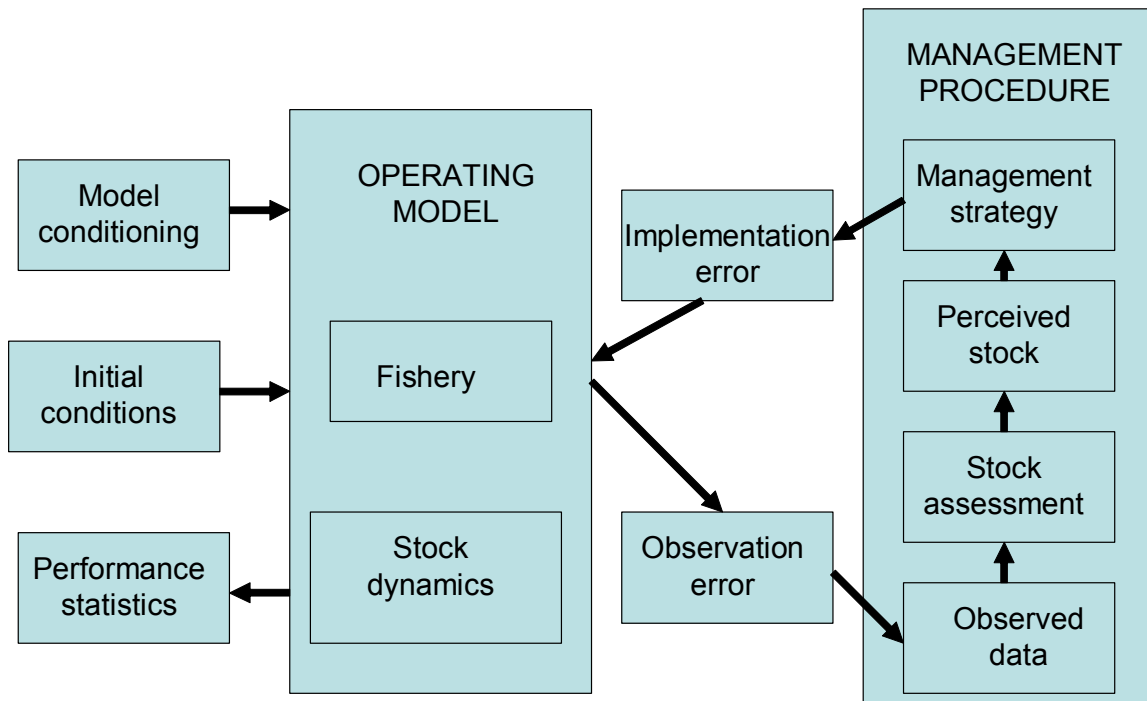 Model
conditioning
Initial
conditions
Performance
statistics
OPERATING
MODEL
Fishery
Stock
dynamics
Implementation
error
Observation
error
MANAGEMENT
PROCEDURE
Management
strategy
Perceived
stock
Stock
assessment
Observed
data